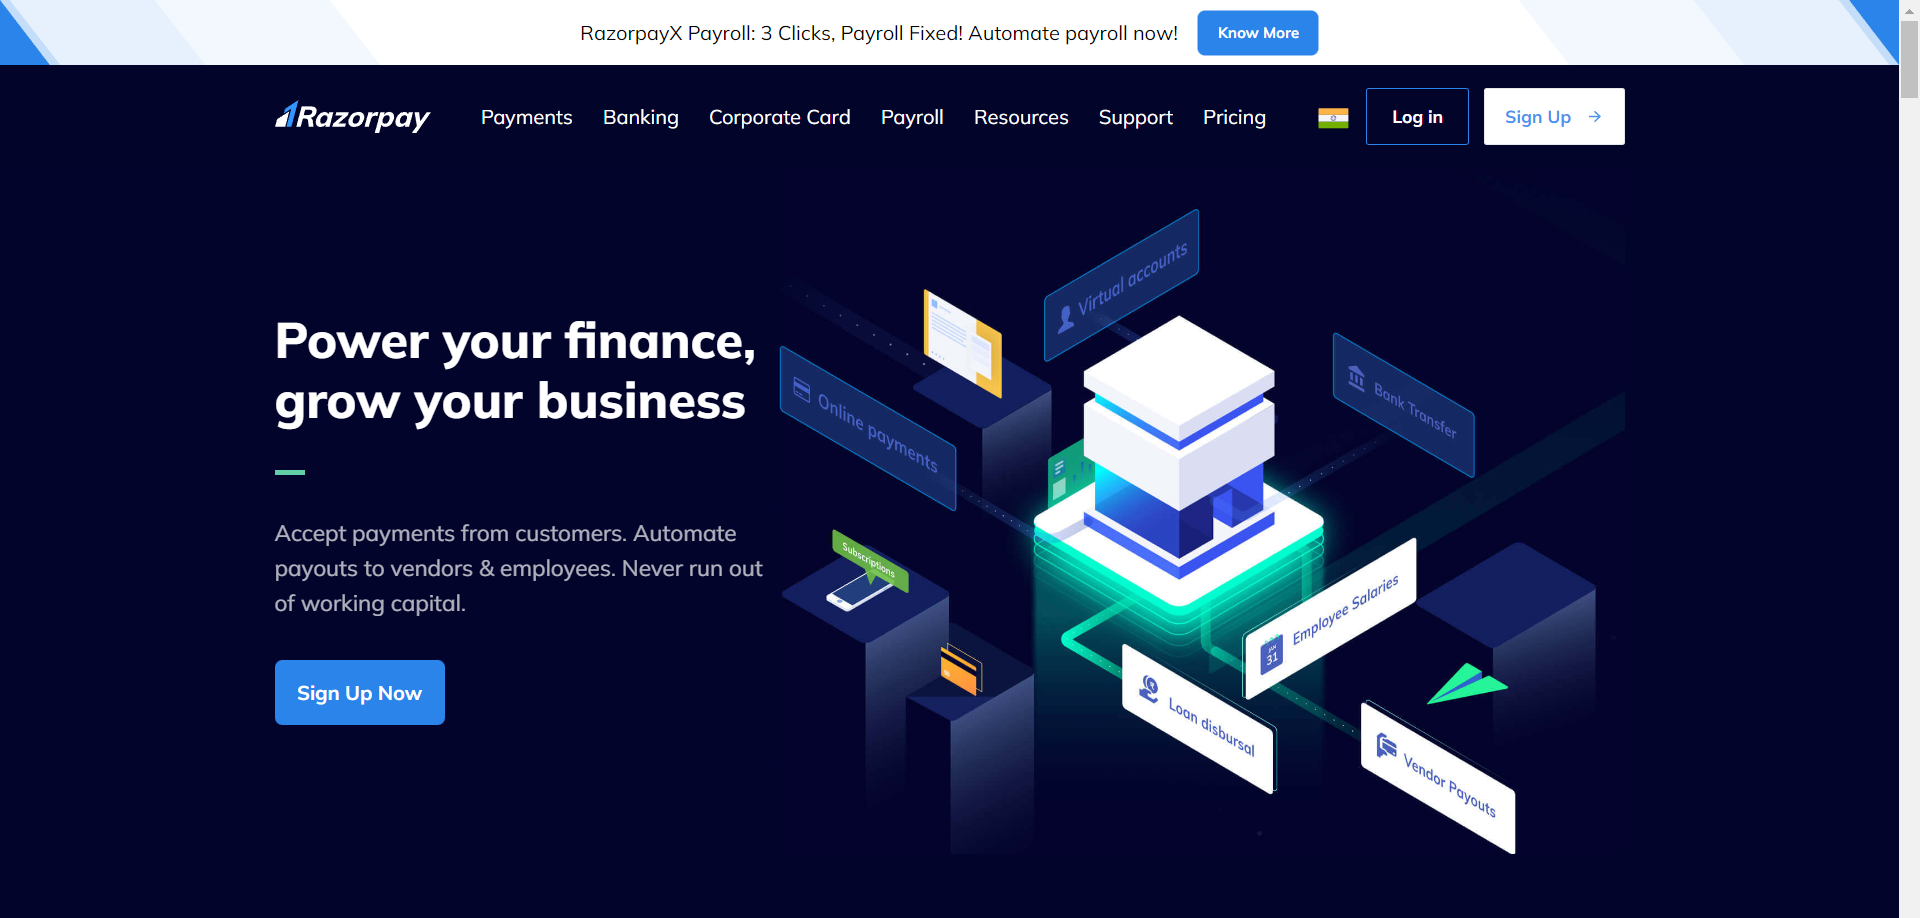 RazorpayX Payroll: 3 Clicks, Payroll Fixed! Automate payroll now!
Know More
Razorpay
Payments
Banking
Corporate Card
Payroll
Resources
Support
Pricing
Log in
Sign Up
Power your finance,
grow your business
Accept payments from customers. Automate
payouts to vendors & employees. Never run out
of working capital.
Sign Up Now
Virtual accounts
Online payments
Bank Transfer
Subscriptions
Employee Salaries
JAN
31
Loan disbursal
Vendor Payouts